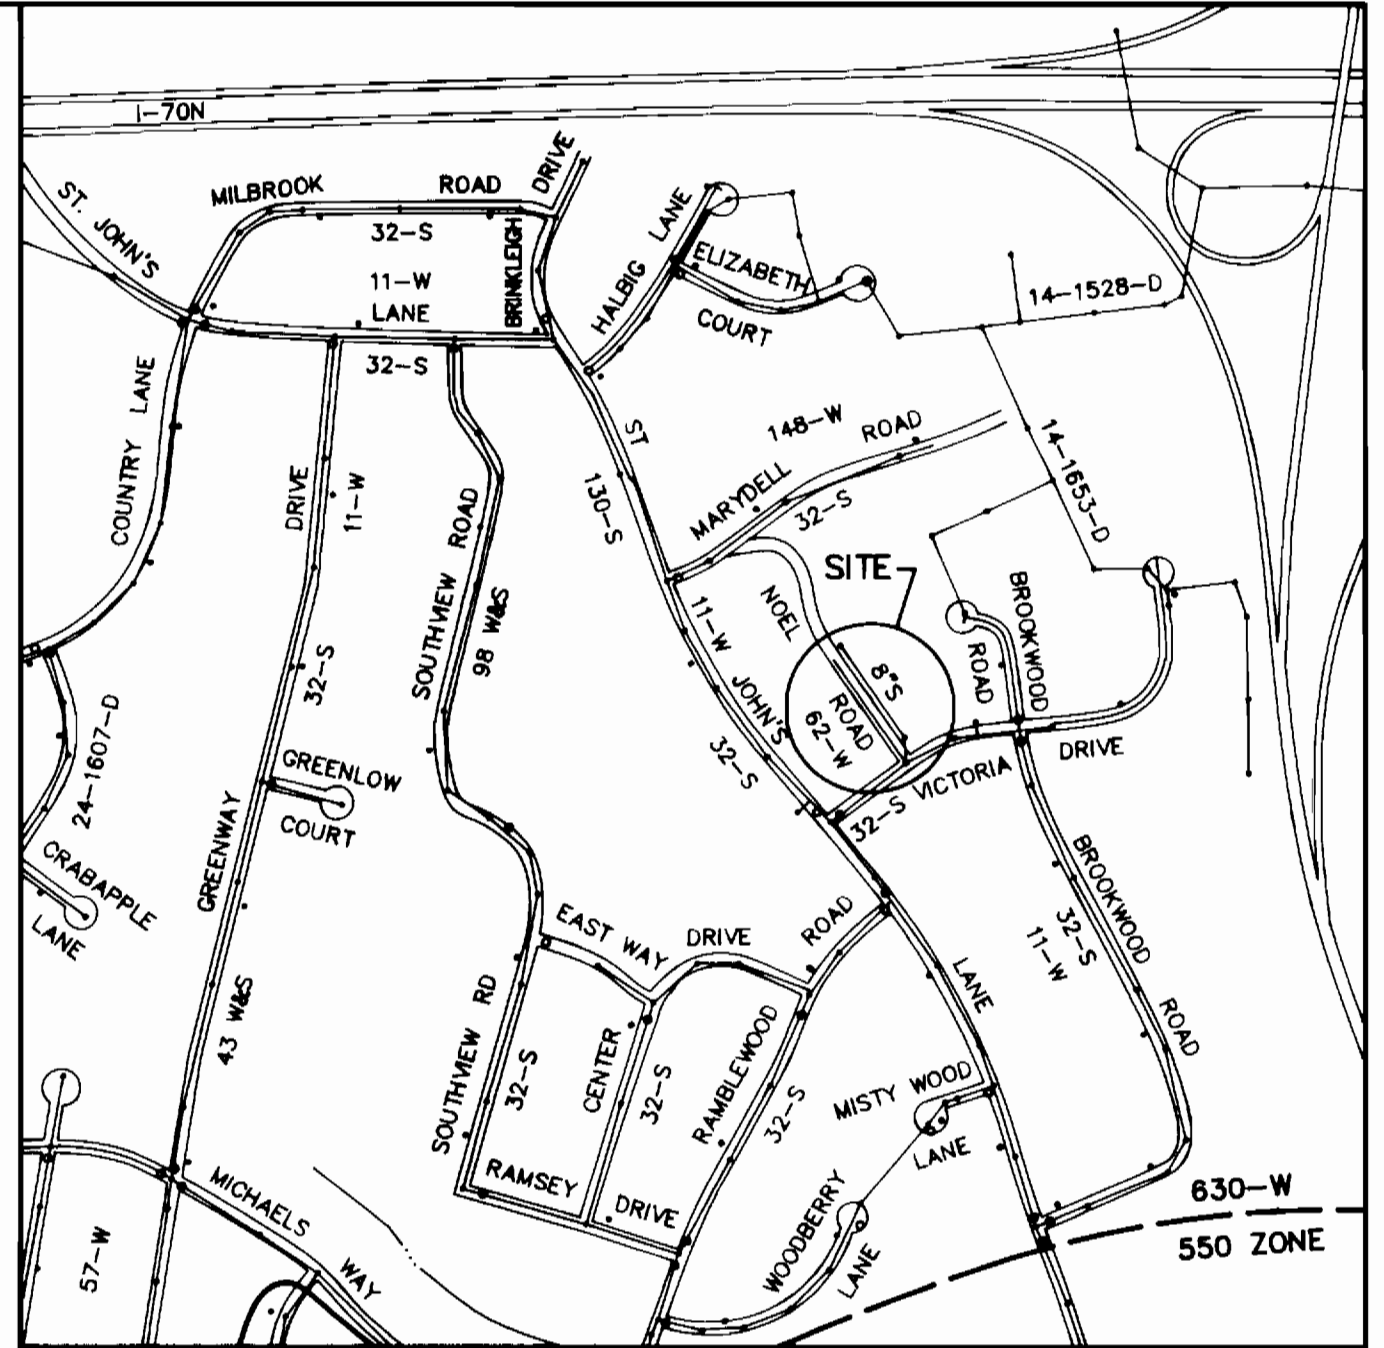 I-70N
ST. JOHN'S
MILBROOK ROAD
DRIVE
BRINKLEIGH
32-S
11-W
LANE
32-S
HALBIG LANE
ELIZABETH
COURT
14-1528-D
COUNTRY LANE
DRIVE
11-W
SOUTHVIEW ROAD
98 W&S
ST
130-S
148-W
MARYDELL ROAD
32-S
14-1653-D
SITE
NOEL
ROAD
8"S
62-W
BROOKWOOD
ROAD
11-W
JOHN'S
32-S
32-S
24-1607-D
GREENLOW
COURT
GREENWAY
CRABAPPLE
LANE
32-S VICTORIA DRIVE
BROOKWOOD
ROAD
32-S
11-W
EAST WAY DRIVE
ROAD
LANE
43 W&S
SOUTHVIEW RD
32-S
CENTER
32-S
RAMBLEWOOD
32-S
MISTY WOOD
LANE
RAMSEY DRIVE
MICHAELS WAY
57-W
WOODBERRY
LANE
630-W
550 ZONE